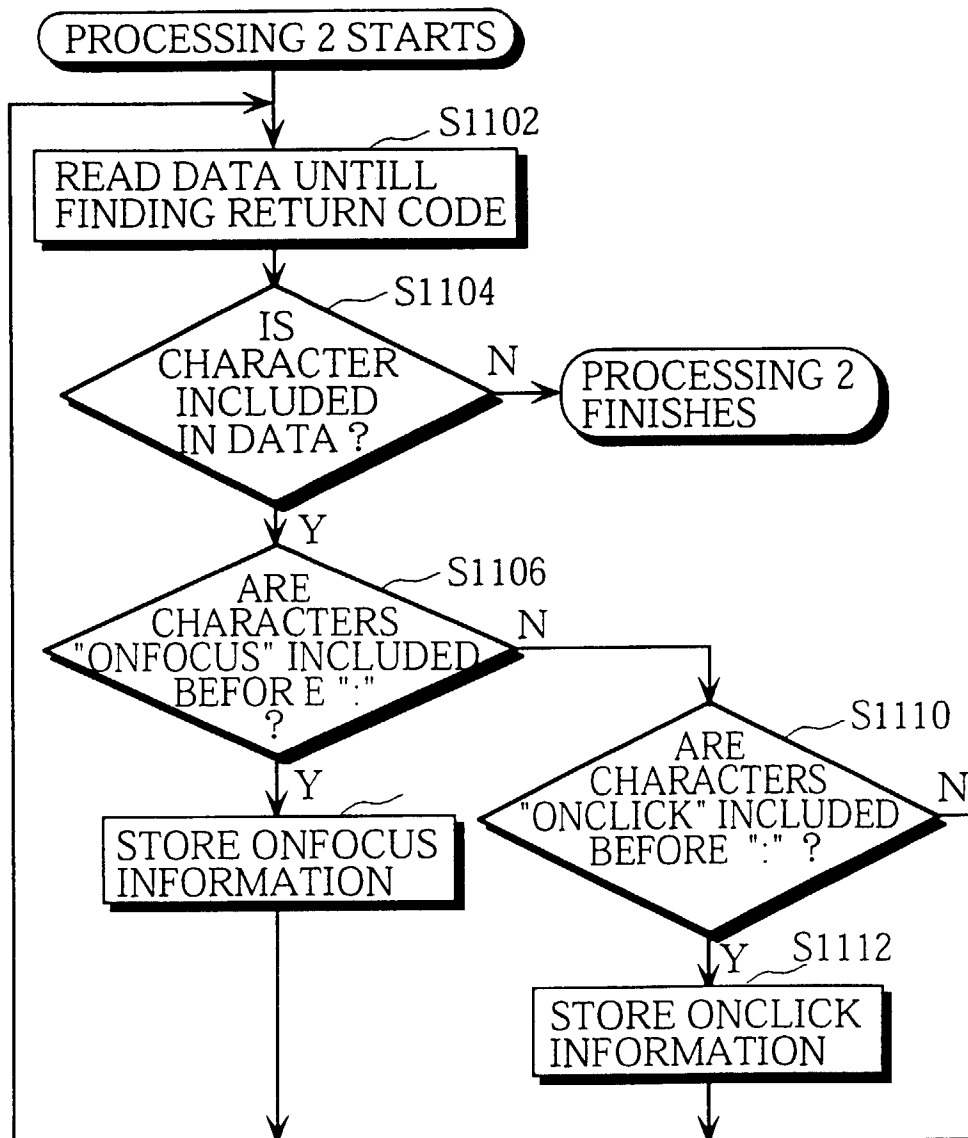 PROCESSING 2 STARTS
S1102
READ DATA UNTILL
FINDING RETURN CODE
S1104
IS
CHARACTER
INCLUDED
IN DATA ?
N
PROCESSING 2
FINISHES
Y
S1106
ARE
CHARACTERS
"ONFOCUS" INCLUDED
BEFOR E ":"
?
N
Y
S1110
ARE
CHARACTERS
"ONCLICK" INCLUDED
BEFORE ":" ?
N
STORE ONFOCUS
INFORMATION
Y
S1112
STORE ONCLICK
INFORMATION